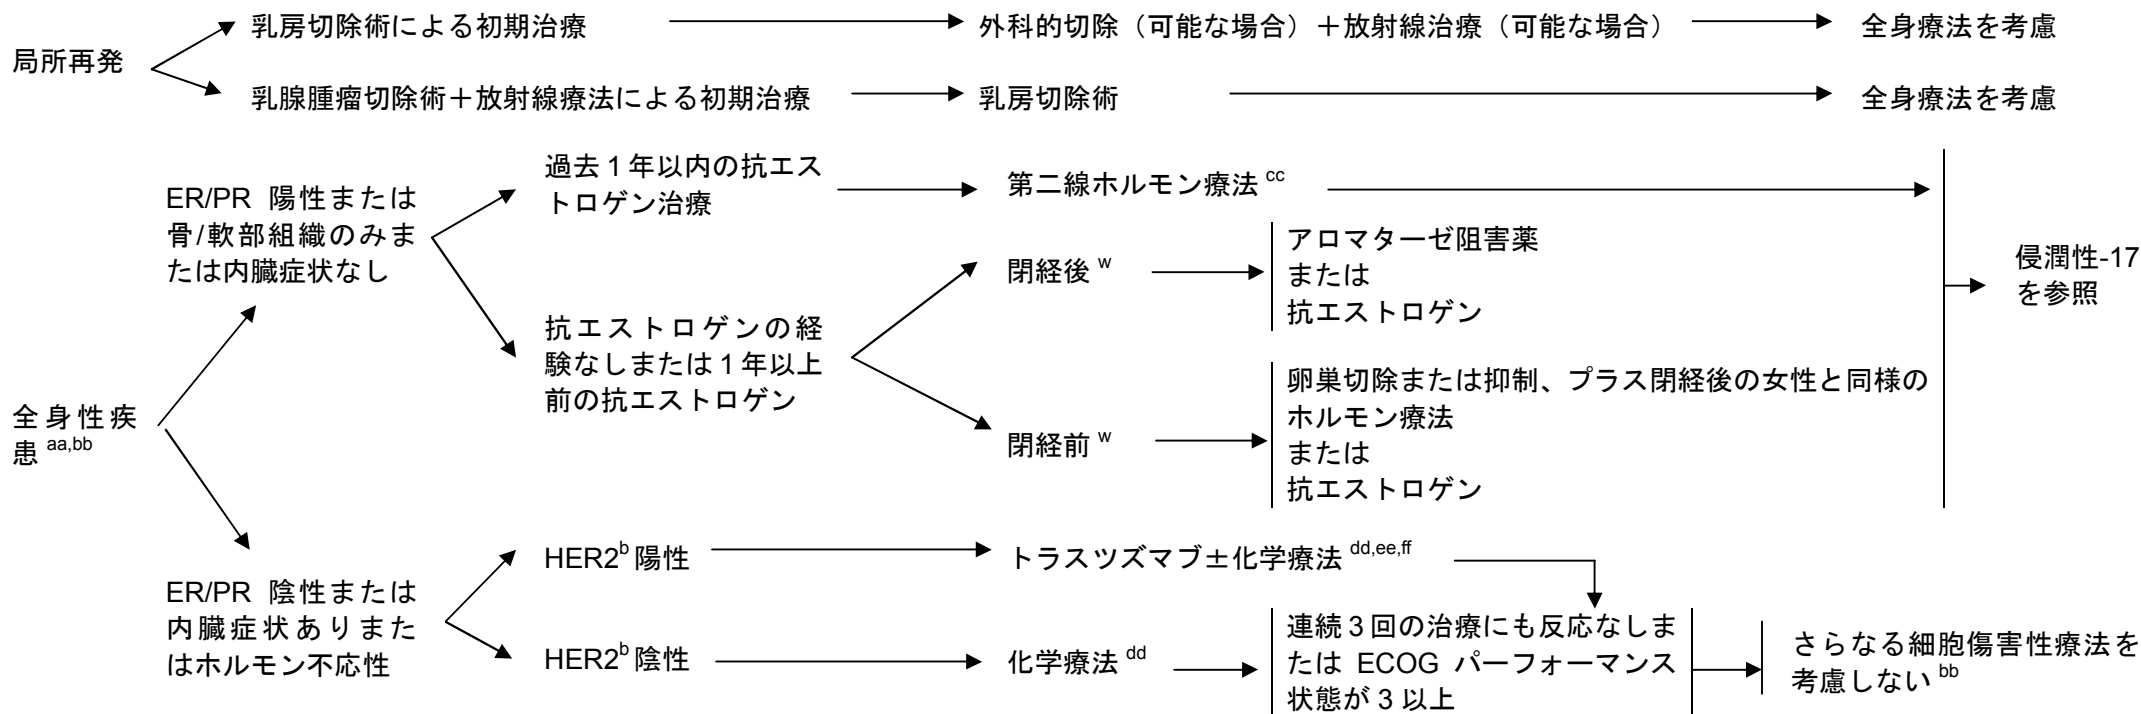 局所再発
乳房切除術による初期治療
外科的切除（可能な場合）＋放射線治療（可能な場合）
全身療法を考慮
乳腺腫瘤切除術＋放射線療法による初期治療
乳房切除術
全身療法を考慮
全身性疾
患 aa,bb
ER/PR 陽性または
骨/軟部組織のみま
たは内臓症状なし
過去 1 年以内の抗エス
トロゲン治療
第二線ホルモン療法 cc
抗エストロゲンの経
験なしまたは 1 年以上
前の抗エストロゲン
閉経後 w
アロマターゼ阻害薬
または
抗エストロゲン
閉経前 w
卵巣切除または抑制、プラス閉経後の女性と同様の
ホルモン療法
または
抗エストロゲン
侵潤性-17
を参照
ER/PR 陰性または
内臓症状ありまた
はホルモン不応性
HER2b 陽性
トラスツズマブ±化学療法 dd,ee,ff
HER2b 陰性
化学療法 dd
連続 3 回の治療にも反応なしま
たは ECOG パーフォーマンス
状態が 3 以上
さらなる細胞傷害性療法を
考慮しない bb